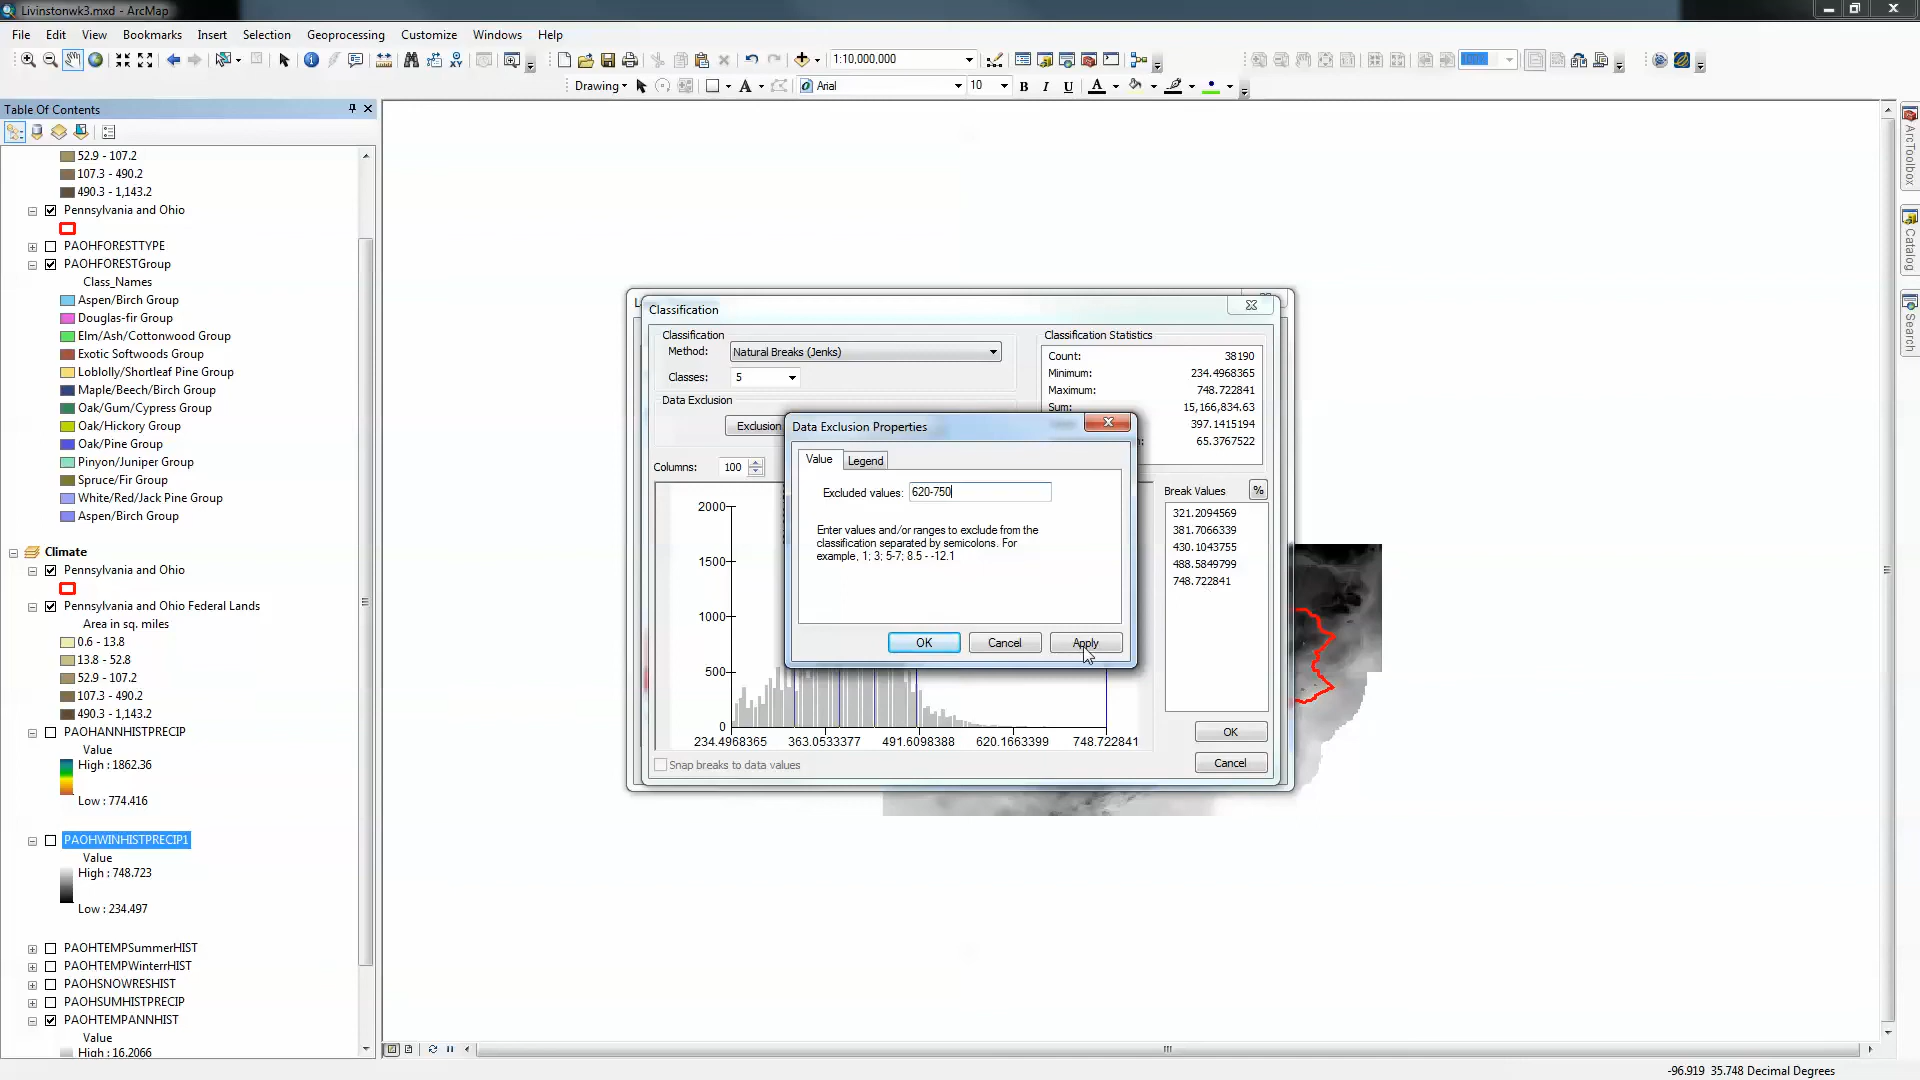 Livinstonwk3.mxd - ArcMap
File Edit View Bookmarks Insert Selection Geoprocessing Customize Windows Help
1:10,000,000
Drawing Arial 10 B I U A
Table Of Contents
52.9 - 107.2
107.3 - 490.2
490.3 - 1,143.2
Pennsylvania and Ohio
PAOHFORESTTYPE
PAOHFORESTGroup
Class_Names
Aspen/Birch Group
Douglas-fir Group
Elm/Ash/Cottonwood Group
Exotic Softwoods Group
Loblolly/Shortleaf Pine Group
Maple/Beech/Birch Group
Oak/Gum/Cypress Group
Oak/Hickory Group
Oak/Pine Group
Pinyon/Juniper Group
Spruce/Fir Group
White/Red/Jack Pine Group
Aspen/Birch Group
Climate
Pennsylvania and Ohio
Pennsylvania and Ohio Federal Lands
Area in sq. miles
0.6 - 13.8
13.8 - 52.8
52.9 - 107.2
107.3 - 490.2
490.3 - 1,143.2
PAOHANNHISTPRECIP
Value
High : 1862.36
Low : 774.416
PAOHWINHISTPRECIP1
Value
High : 748.723
Low : 234.497
PAOHTEMPSummerHIST
PAOHTEMPWinterrHIST
PAOHSNOWRESHIST
PAOHSUMHISTPRECIP
PAOHTEMPANNHIST
Value
High : 16.2066
Classification
Classification
Method: Natural Breaks (Jenks)
Classes: 5
Data Exclusion
Exclusion
Columns: 100
Classification Statistics
Count: 38190
Minimum: 234.4968365
Maximum: 748.722841
Sum: 15,166,834.63
397.1415194
65.3767522
Break Values %
321.2094569
381.7066339
430.1043755
488.5849799
748.722841
2000
1500
1000
500
0
234.4968365 363.0533377 491.6098388 620.1663399 748.722841
Snap breaks to data values
OK
Cancel
Data Exclusion Properties
Value Legend
Excluded values: 620-750
Enter values and/or ranges to exclude from the
classification separated by semicolons. For
example, 1; 3; 5-7; 8.5 - -12.1
OK Cancel Apply
ArcToolbox
Catalog
Search
-96.919 35.748 Decimal Degrees